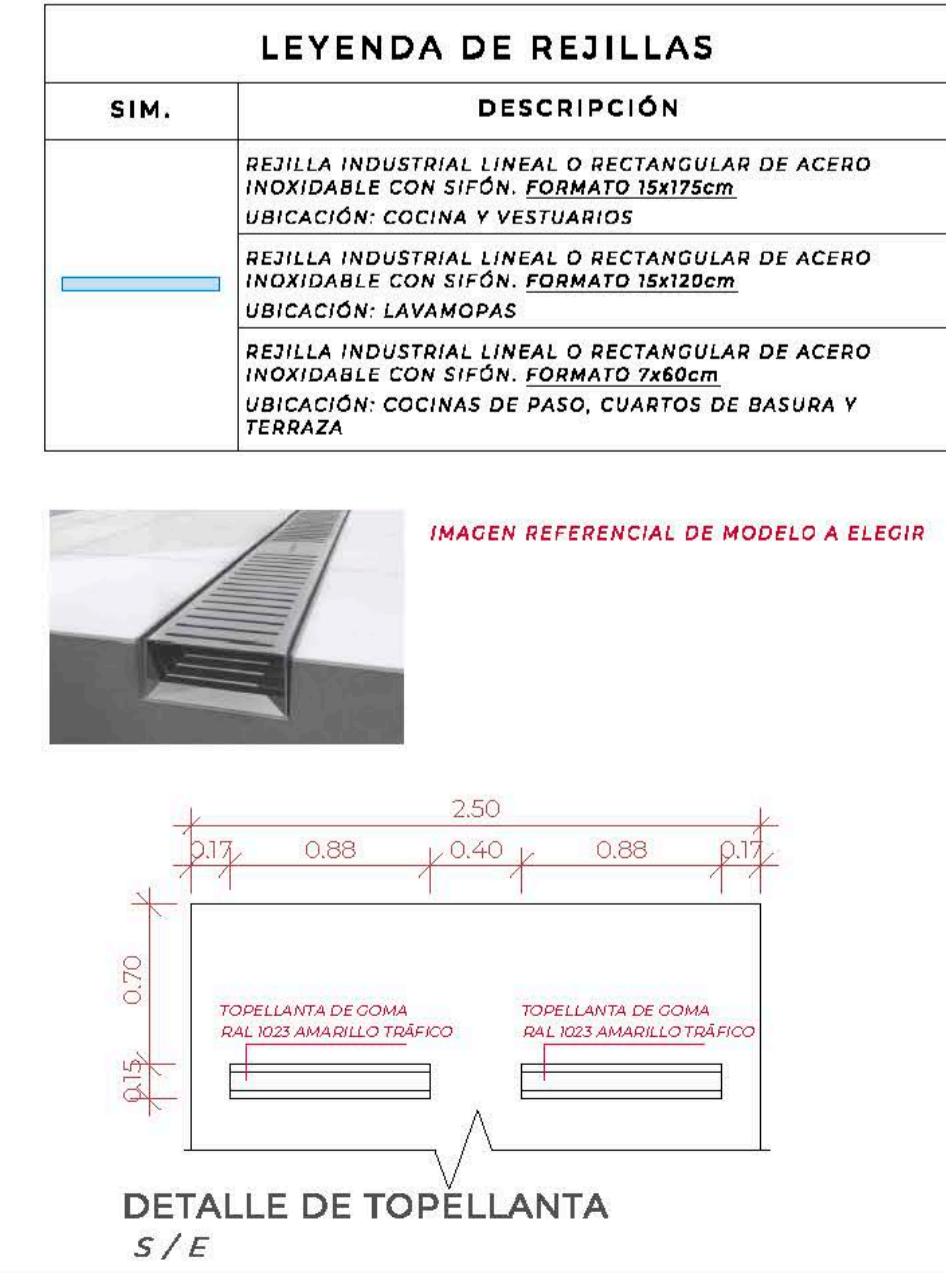 LEYENDA DE REJILLAS
SIM.
DESCRIPCIÓN
REJILLA INDUSTRIAL LINEAL O RECTANGULAR DE ACERO
INOXIDABLE CON SIFÓN. FORMATO 15x175cm
UBICACIÓN: COCINA Y VESTUARIOS
REJILLA INDUSTRIAL LINEAL O RECTANGULAR DE ACERO
INOXIDABLE CON SIFÓN. FORMATO 15x120cm
UBICACIÓN: LAVAMOPAS
REJILLA INDUSTRIAL LINEAL O RECTANGULAR DE ACERO
INOXIDABLE CON SIFÓN. FORMATO 7x60cm
UBICACIÓN: COCINAS DE PASO, CUARTOS DE BASURA Y
TERRAZA
IMAGEN REFERENCIAL DE MODELO A ELEGIR
2.50
0.17 0.88 0.40 0.88 0.17
0.70
0.15
TOPELLANTA DE GOMA
RAL 1023 AMARILLO TRÁFICO
TOPELLANTA DE GOMA
RAL 1023 AMARILLO TRÁFICO
DETALLE DE TOPELLANTA
S / E